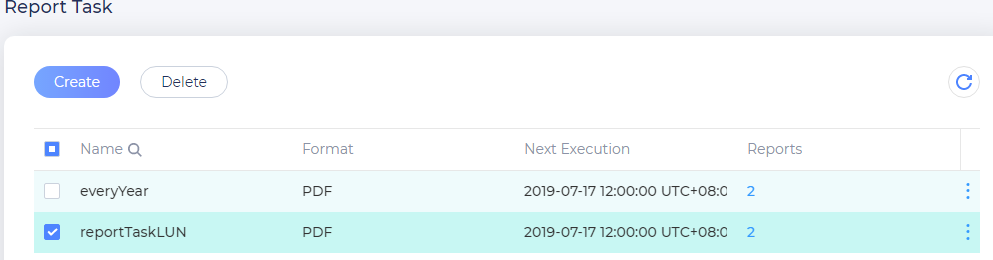 Report Task
Create Delete
Name Format Next Execution Reports
everyYear PDF 2019-07-17 12:00:00 UTC+08:0 2
reportTaskLUN PDF 2019-07-17 12:00:00 UTC+08:0 2